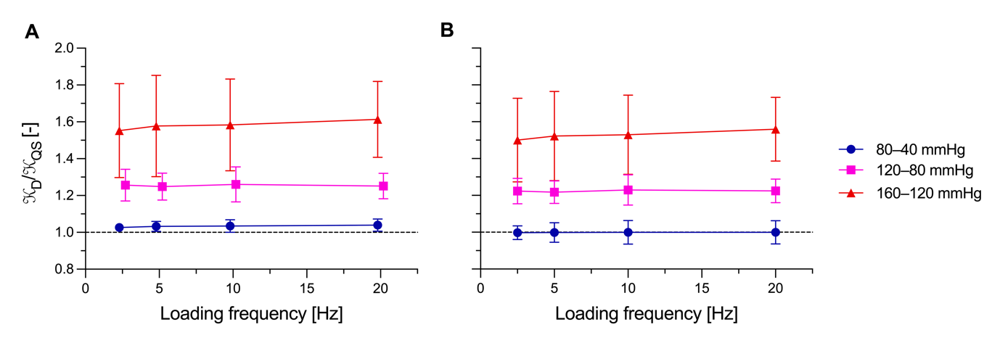 A
B
2.0
1.8
1.6
1.4
1.2
1.0
0.8
𝒦D/𝒦QS [-]
0 5 10 15 20
0 5 10 15 20
Loading frequency [Hz]
Loading frequency [Hz]
80–40 mmHg
120–80 mmHg
160–120 mmHg